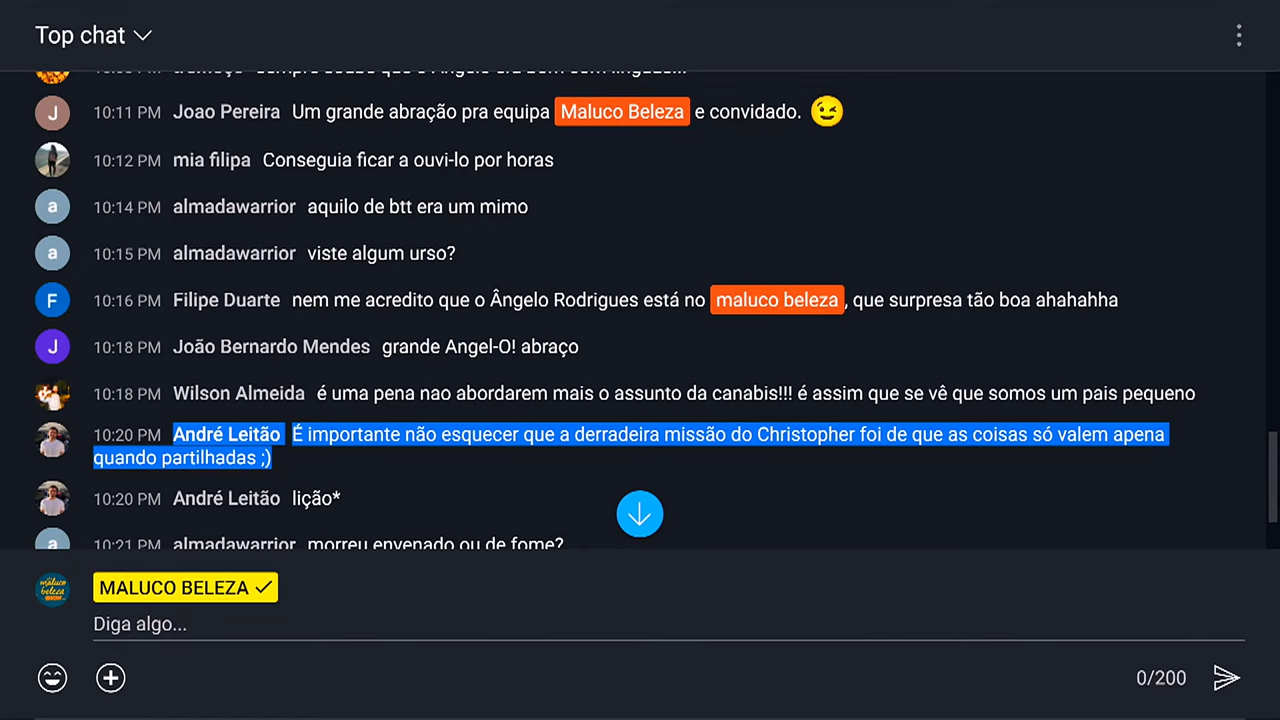 Top chat
10:11 PM Joao Pereira Um grande abração pra equipa Maluco Beleza e convidado.
10:12 PM mia filipa Conseguia ficar a ouvi-lo por horas
10:14 PM almadawarrior aquilo de btt era um mimo
10:15 PM almadawarrior viste algum urso?
10:16 PM Filipe Duarte nem me acredito que o Ângelo Rodrigues está no maluco beleza, que surpresa tão boa ahahahha
10:18 PM João Bernardo Mendes grande Angel-O! abraço
10:18 PM Wilson Almeida é uma pena nao abordarem mais o assunto da canabis!!! é assim que se vê que somos um pais pequeno
10:20 PM André Leitão É importante não esquecer que a derradeira missão do Christopher foi de que as coisas só valem apena
quando partilhadas ;)
10:20 PM André Leitão lição*
10:21 PM almadawarrior morreu envenado ou de fome?
MALUCO BELEZA
Diga algo...
0/200